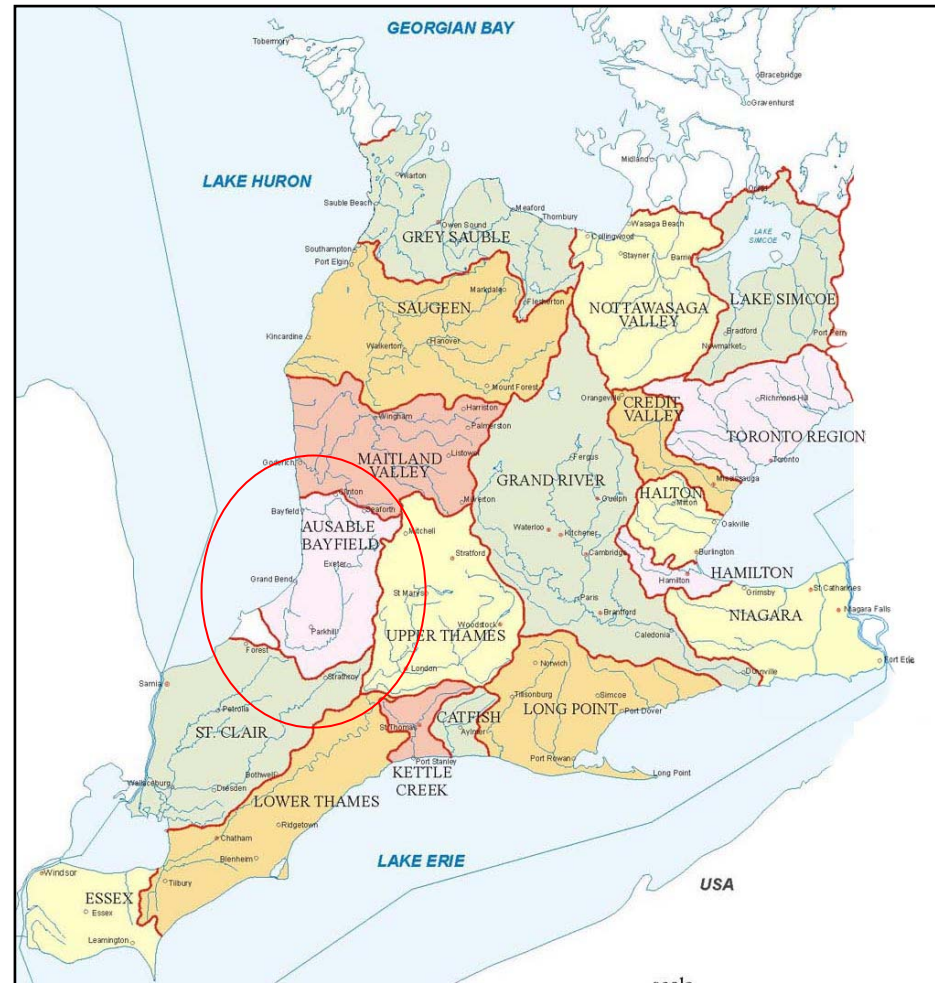 GEORGIAN BAY
Tobermory
Bracebridge
Gravenhurst
Midland
LAKE HURON
Wiarton
Orillia
Sauble Beach
Meaford
Thornbury
Owen Sound
Wasaga Beach
GREY SAUBLE
Collingwood
LAKE
SIMCOE
Southampton
Stayner
Barrie
Port Elgin
Markdale
Flesherton
LAKE SIMCOE
SAUGEEN
NOTTAWASAGA
VALLEY
Kincardine
Hanover
Bradford
Port Perry
Walkerton
Newmarket
Mount Forest
Orangeville
CREDIT
VALLEY
Richmond Hill
Harriston
Wingham
Palmerston
TORONTO REGION
MAITLAND
VALLEY
Listowel
Fergus
Toronto
Goderich
GRAND RIVER
Mississauga
Clinton
Milverton
Guelph
HALTON
Milton
Bayfield
Seaforth
AUSABLE
BAYFIELD
Mitchell
Waterloo
Kitchener
Oakville
Stratford
Cambridge
Burlington
Exeter
HAMILTON
Grand Bend
Hamilton
Grimsby
St Catharines
St Marys
Paris
Brantford
NIAGARA
Niagara Falls
Parkhill
Woodstock
UPPER THAMES
Caledonia
Forest
London
Norwich
Fort Erie
Strathroy
Dunnville
Sarnia
Tillsonburg
Simcoe
Petrolia
LONG POINT
CATFISH
Port Dover
ST. CLAIR
St Thomas
Aylmer
Port Stanley
Port Rowan
Bothwell
KETTLE
CREEK
Long Point
Wallaceburg
Dresden
LOWER THAMES
Ridgetown
Chatham
LAKE ERIE
Blenheim
Windsor
Tilbury
USA
ESSEX
Essex
Leamington